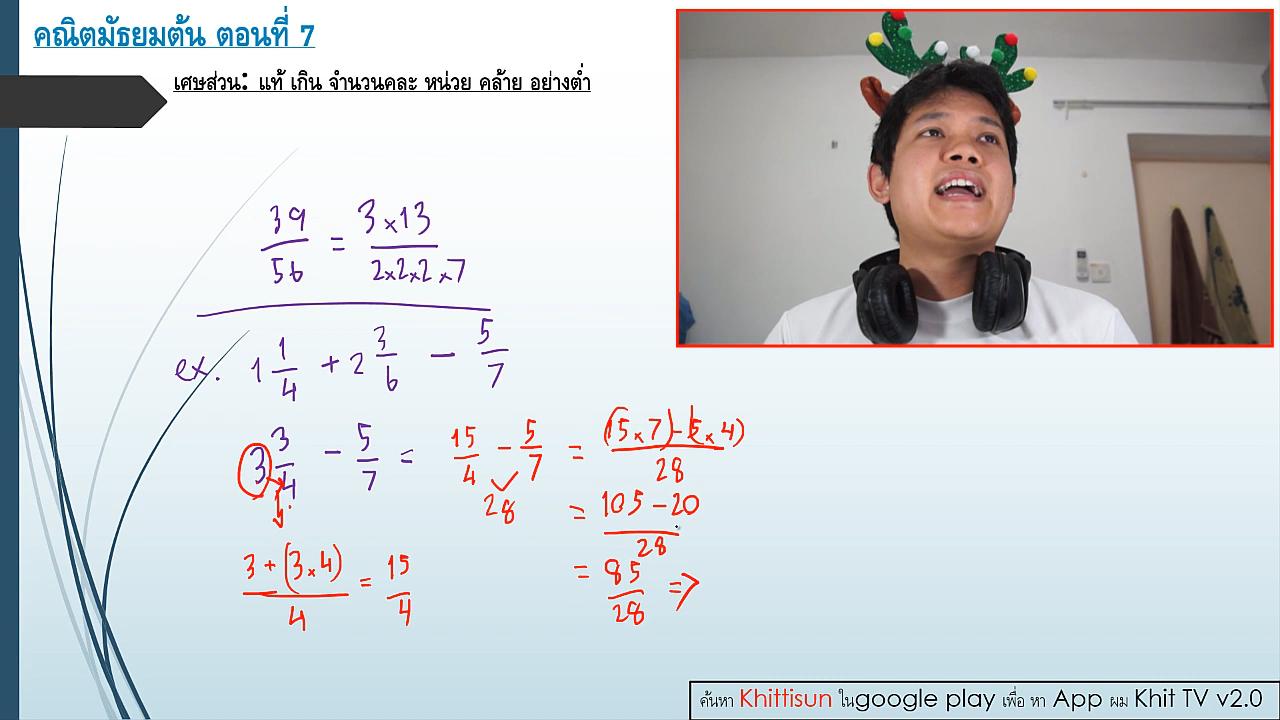 คณิตมัธยมต้น ตอนที่ 7
เศษส่วน: แท้ เกิน จำนวนคละ หน่วย คล้าย อย่างต่ำ
39/56 = 3×13/2×2×2×7
ex. 1 1/4 + 2 3/6 - 5/7
3 3/4 - 5/7 = 15/4 - 5/7 = (15×7)-(5×4)/28
28
= 105-20/28
3+(3×4)/4 = 15/4
= 85/28 =>
ค้นหา Khittisun ในgoogle play เพื่อ หา App ผม Khit TV v2.0